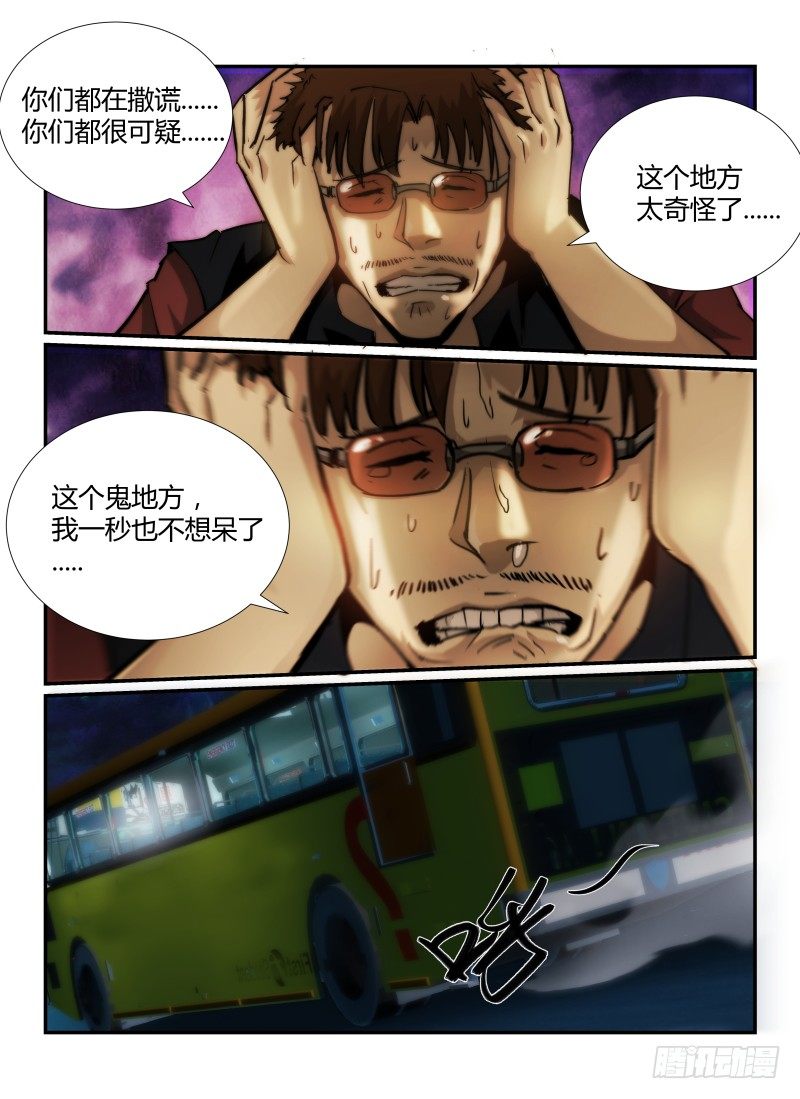 你们都在撒谎......
你们都很可疑.......
这个地方
太奇怪了......
这个鬼地方，
我一秒也不想呆了
.....
?
腾讯动漫